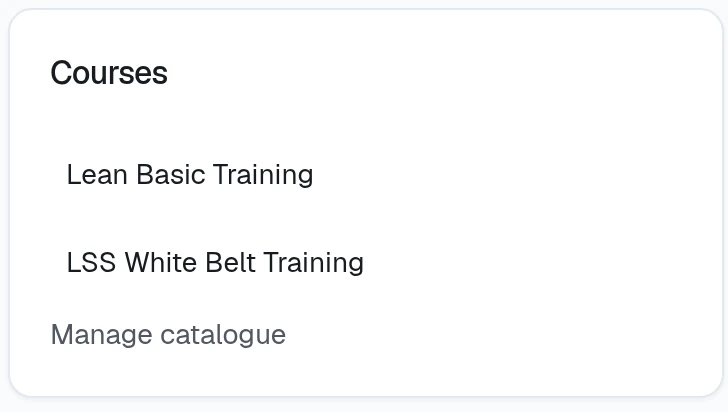 Courses
Lean Basic Training
LSS White Belt Training
Manage catalogue